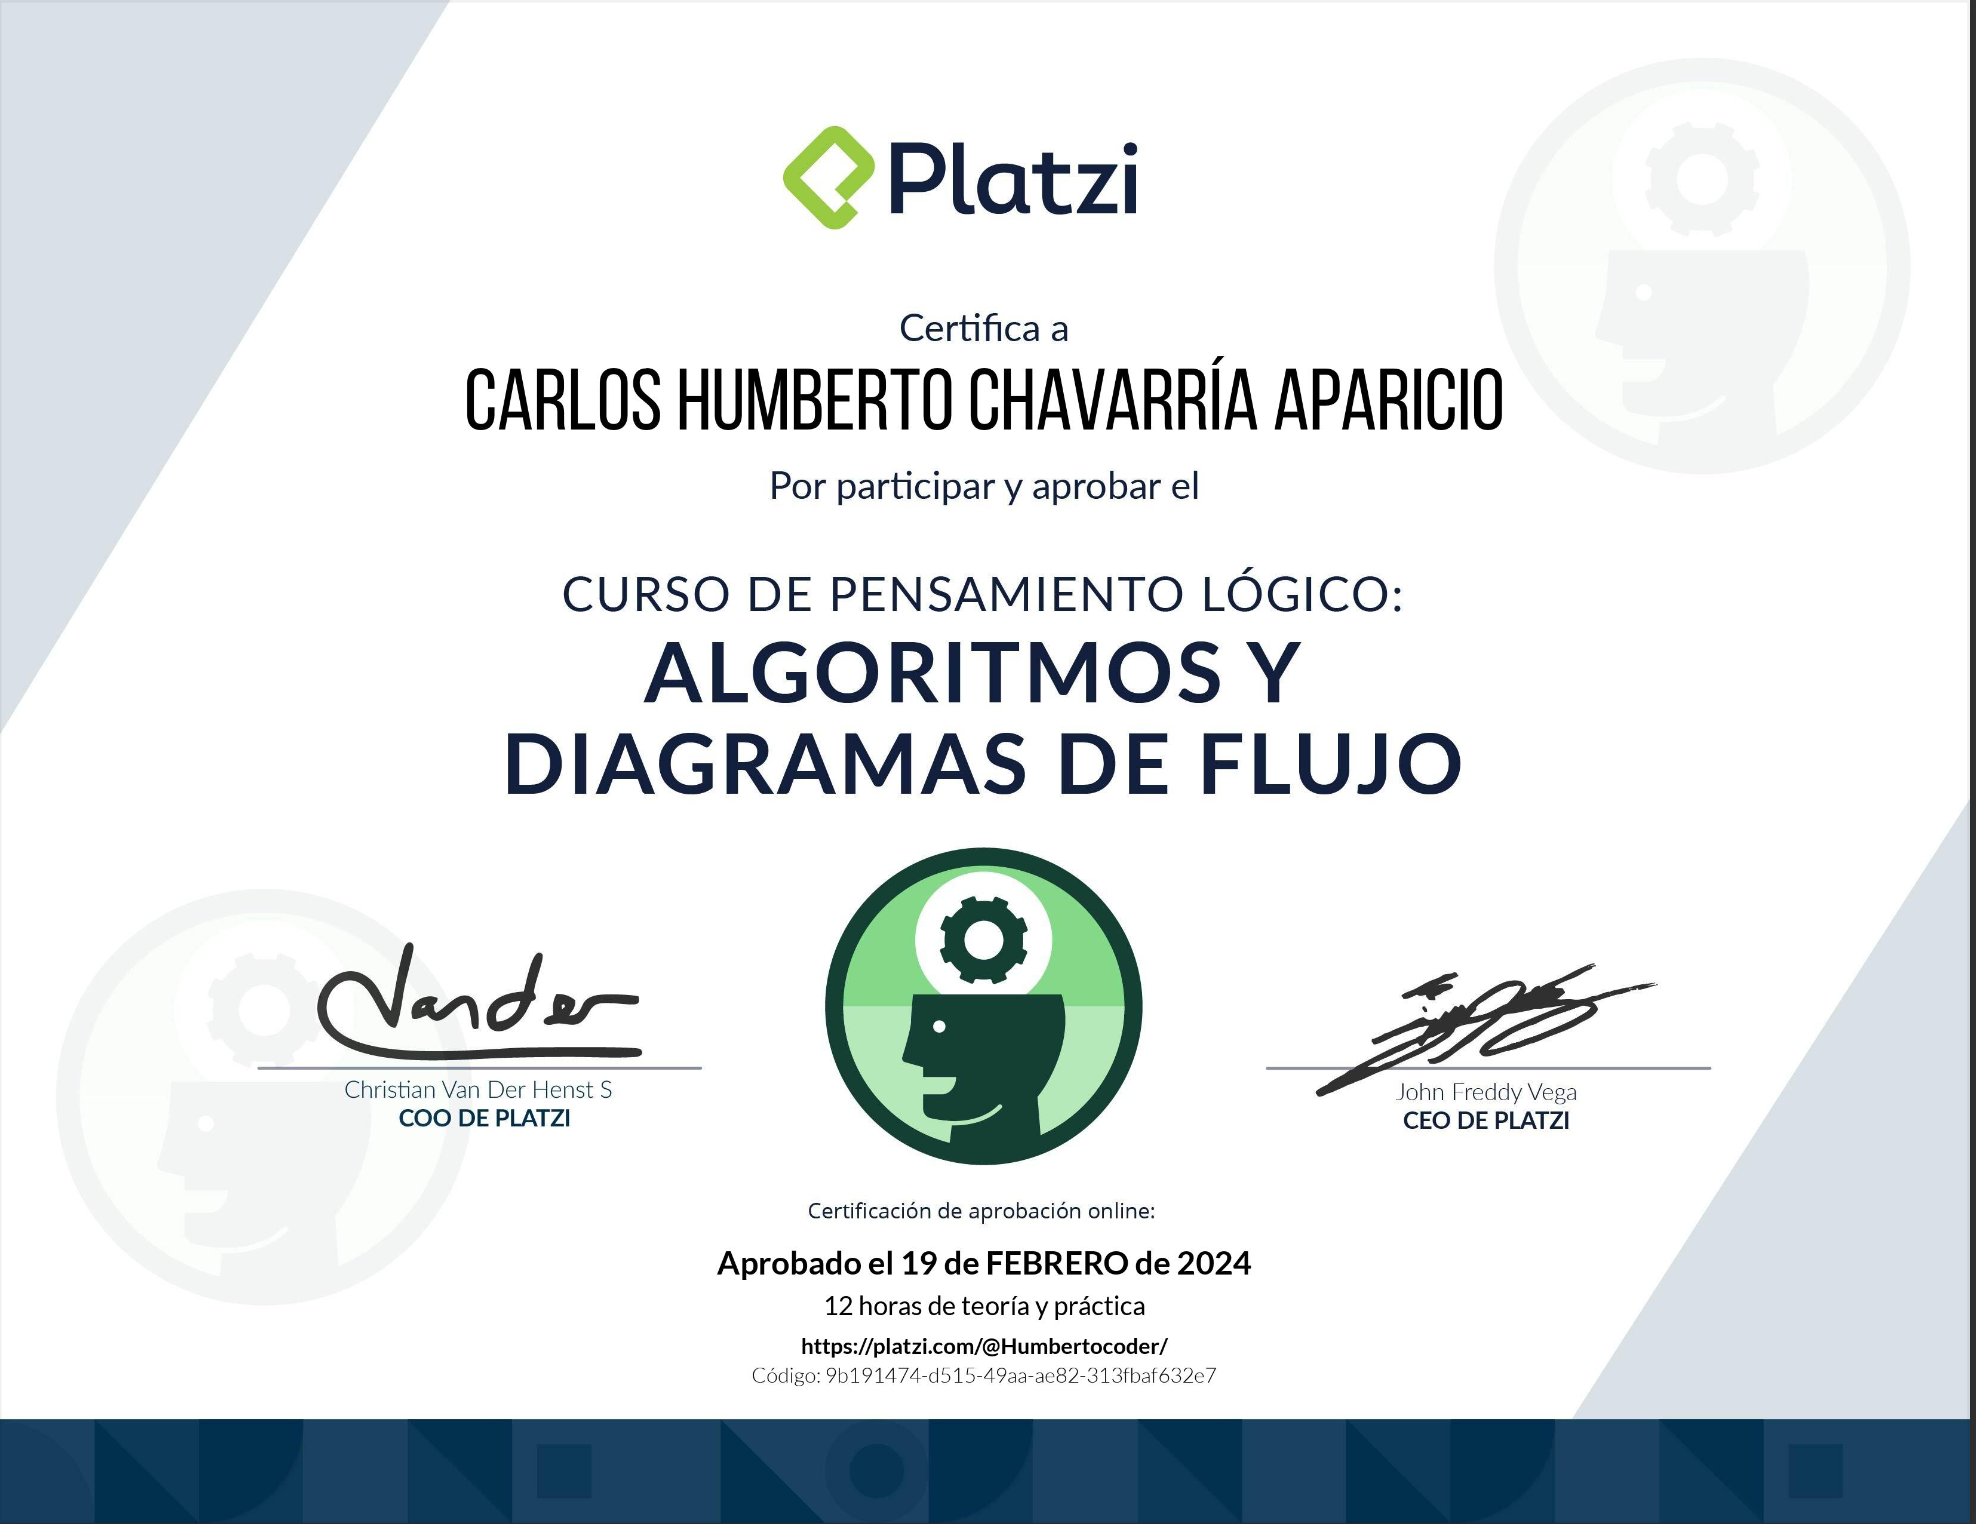 Platzi
Certifica a
CARLOS HUMBERTO CHAVARRÍA APARICIO
Por participar y aprobar el
CURSO DE PENSAMIENTO LÓGICO:
ALGORITMOS Y
DIAGRAMAS DE FLUJO
Vander
Christian Van Der Henst S
COO DE PLATZI
John Freddy Vega
CEO DE PLATZI
Certificación de aprobación online:
Aprobado el 19 de FEBRERO de 2024
12 horas de teoría y práctica
https://platzi.com/@Humbertocoder/
Código: 9b191474-d515-49aa-ae82-313fbaf632e7